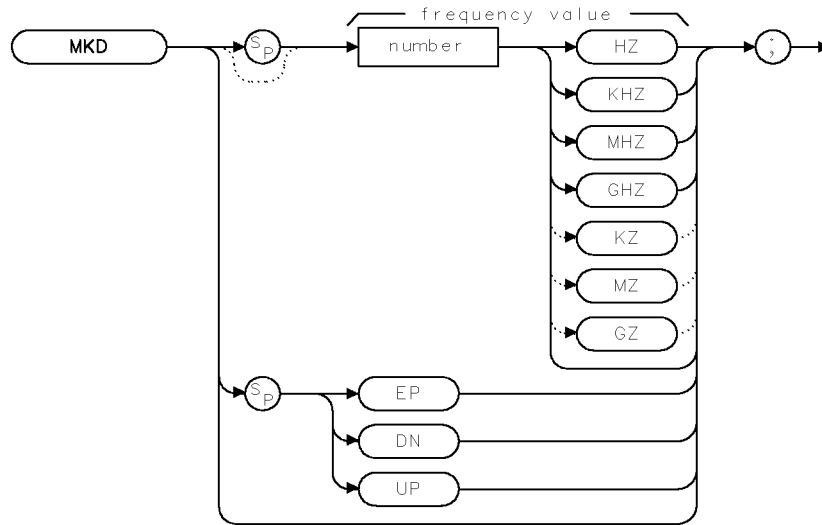 frequency value
MKD
SP
number
HZ
;
KHZ
MHZ
GHZ
KZ
MZ
GZ
SP
EP
DN
UP